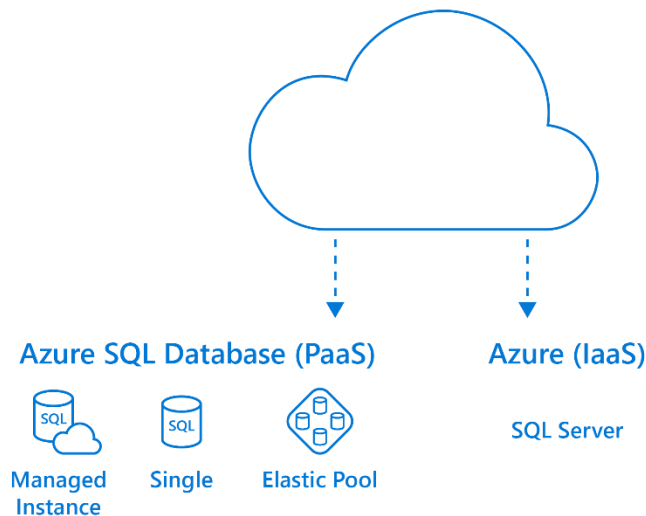 Azure SQL Database (PaaS)
Azure (IaaS)
SQL
SQL
SQL Server
Managed
Instance
Single
Elastic Pool